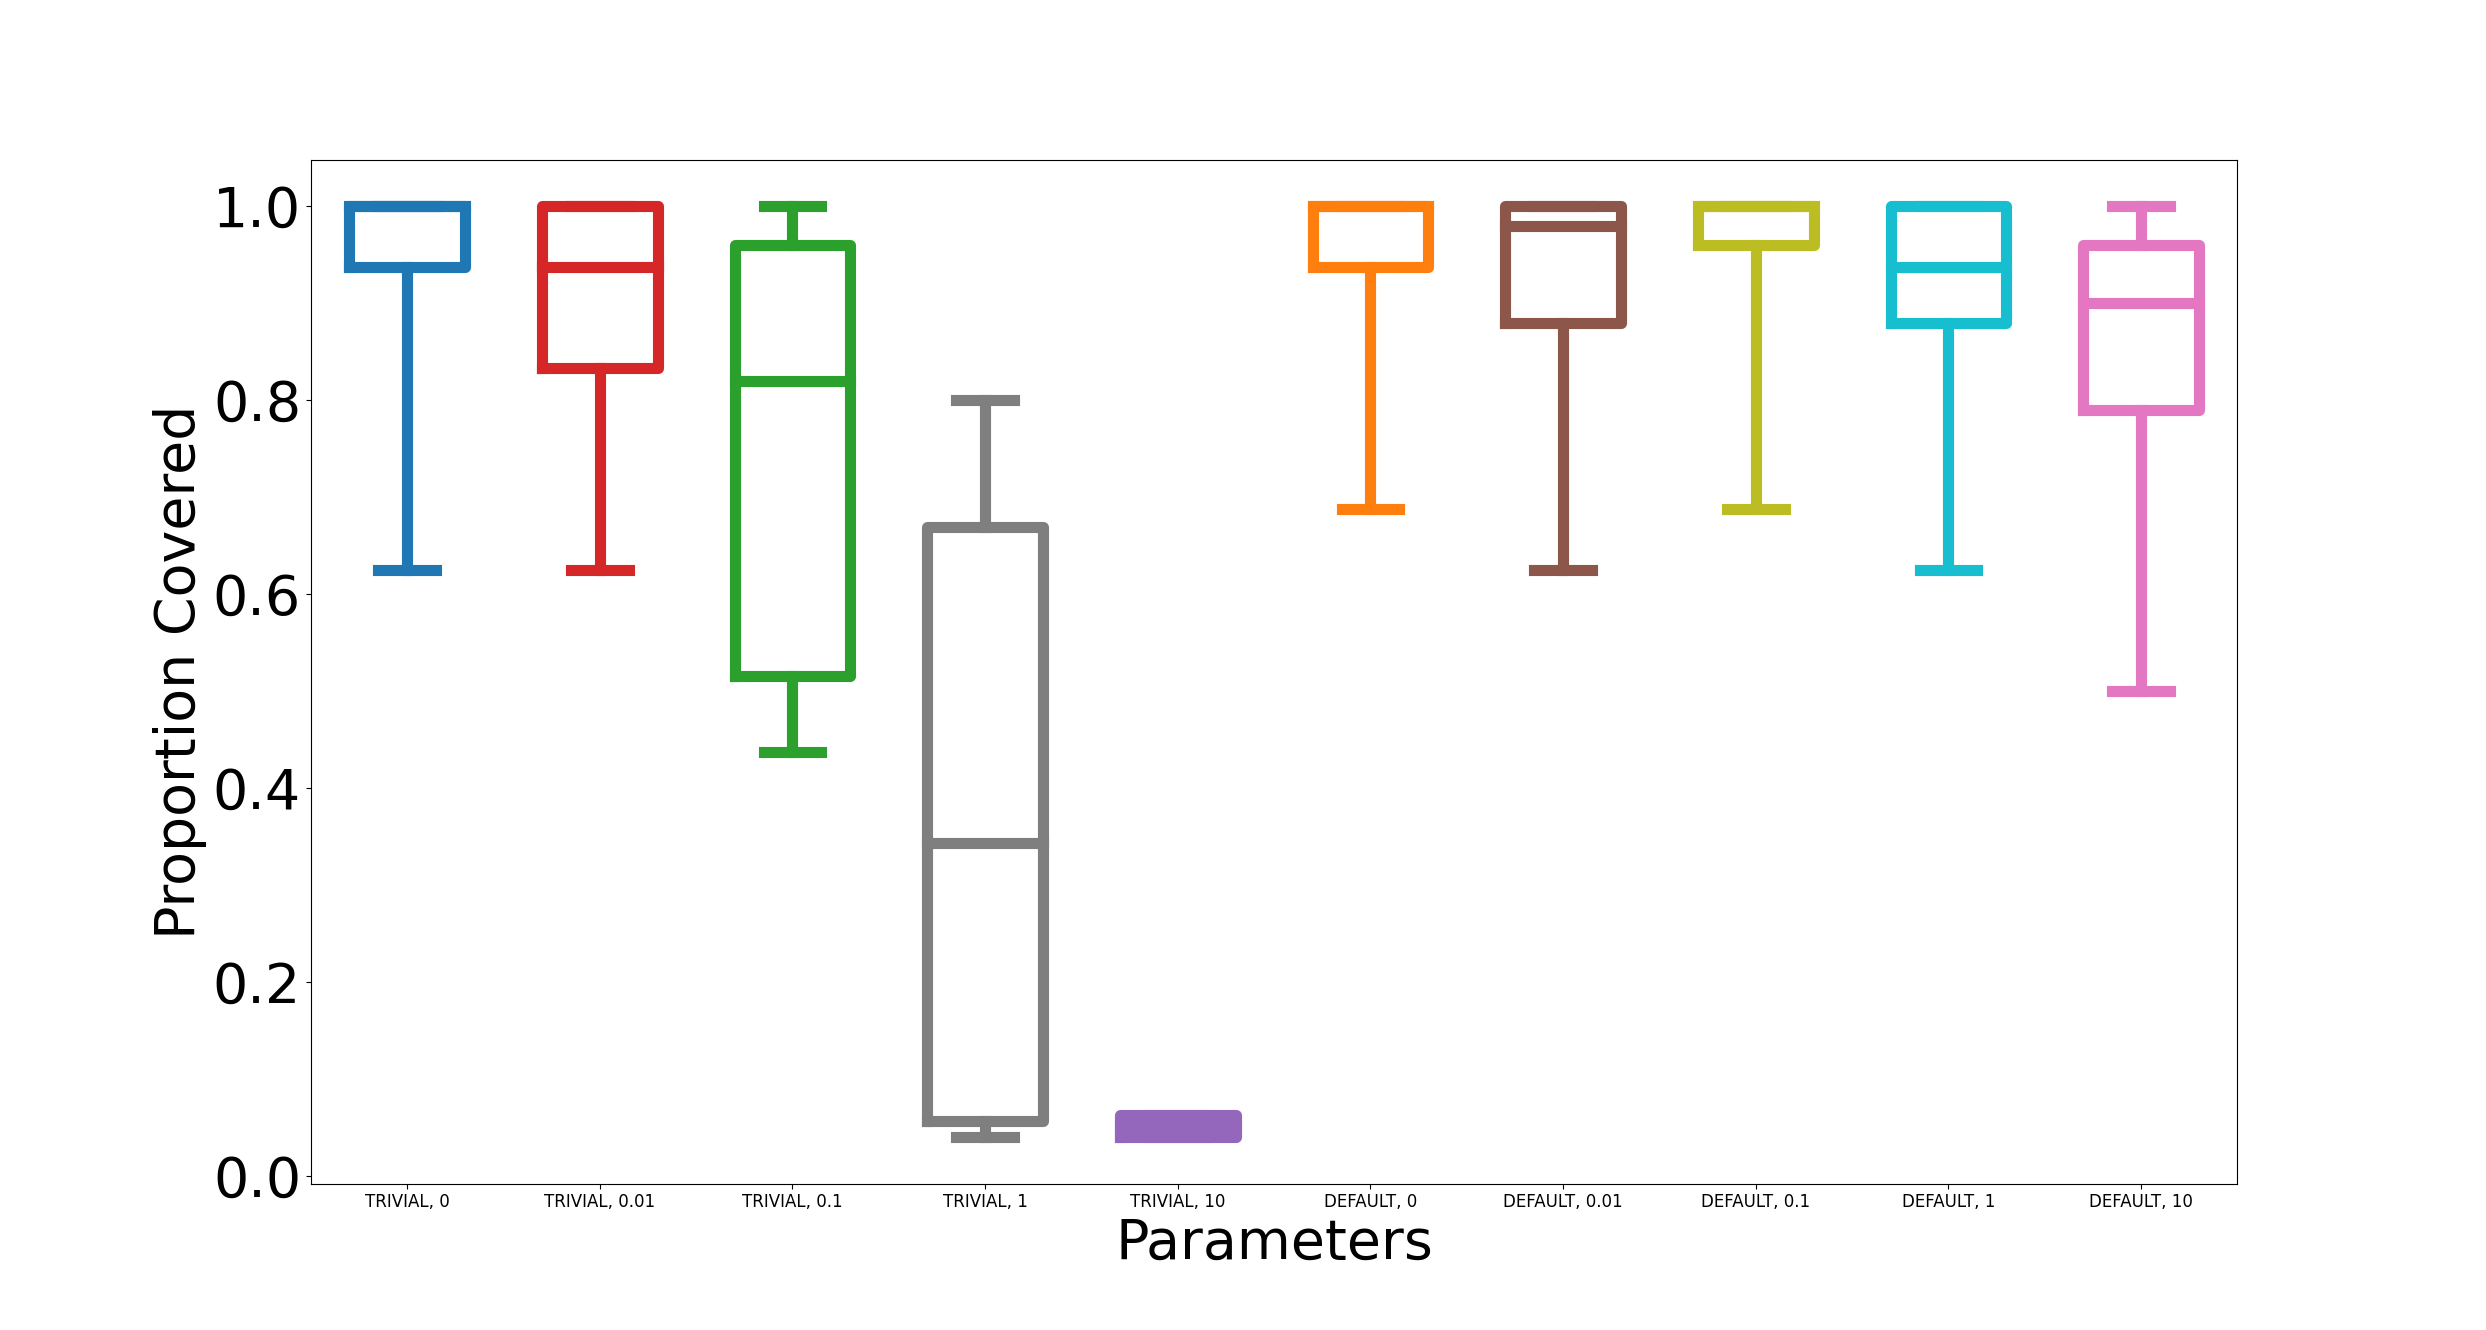 1.0
0.8
0.6
0.4
0.2
0.0
Proportion Covered
TRIVIAL, 0
TRIVIAL, 0.01
TRIVIAL, 0.1
TRIVIAL, 1
TRIVIAL, 10
DEFAULT, 0
DEFAULT, 0.01
DEFAULT, 0.1
DEFAULT, 1
DEFAULT, 10
Parameters